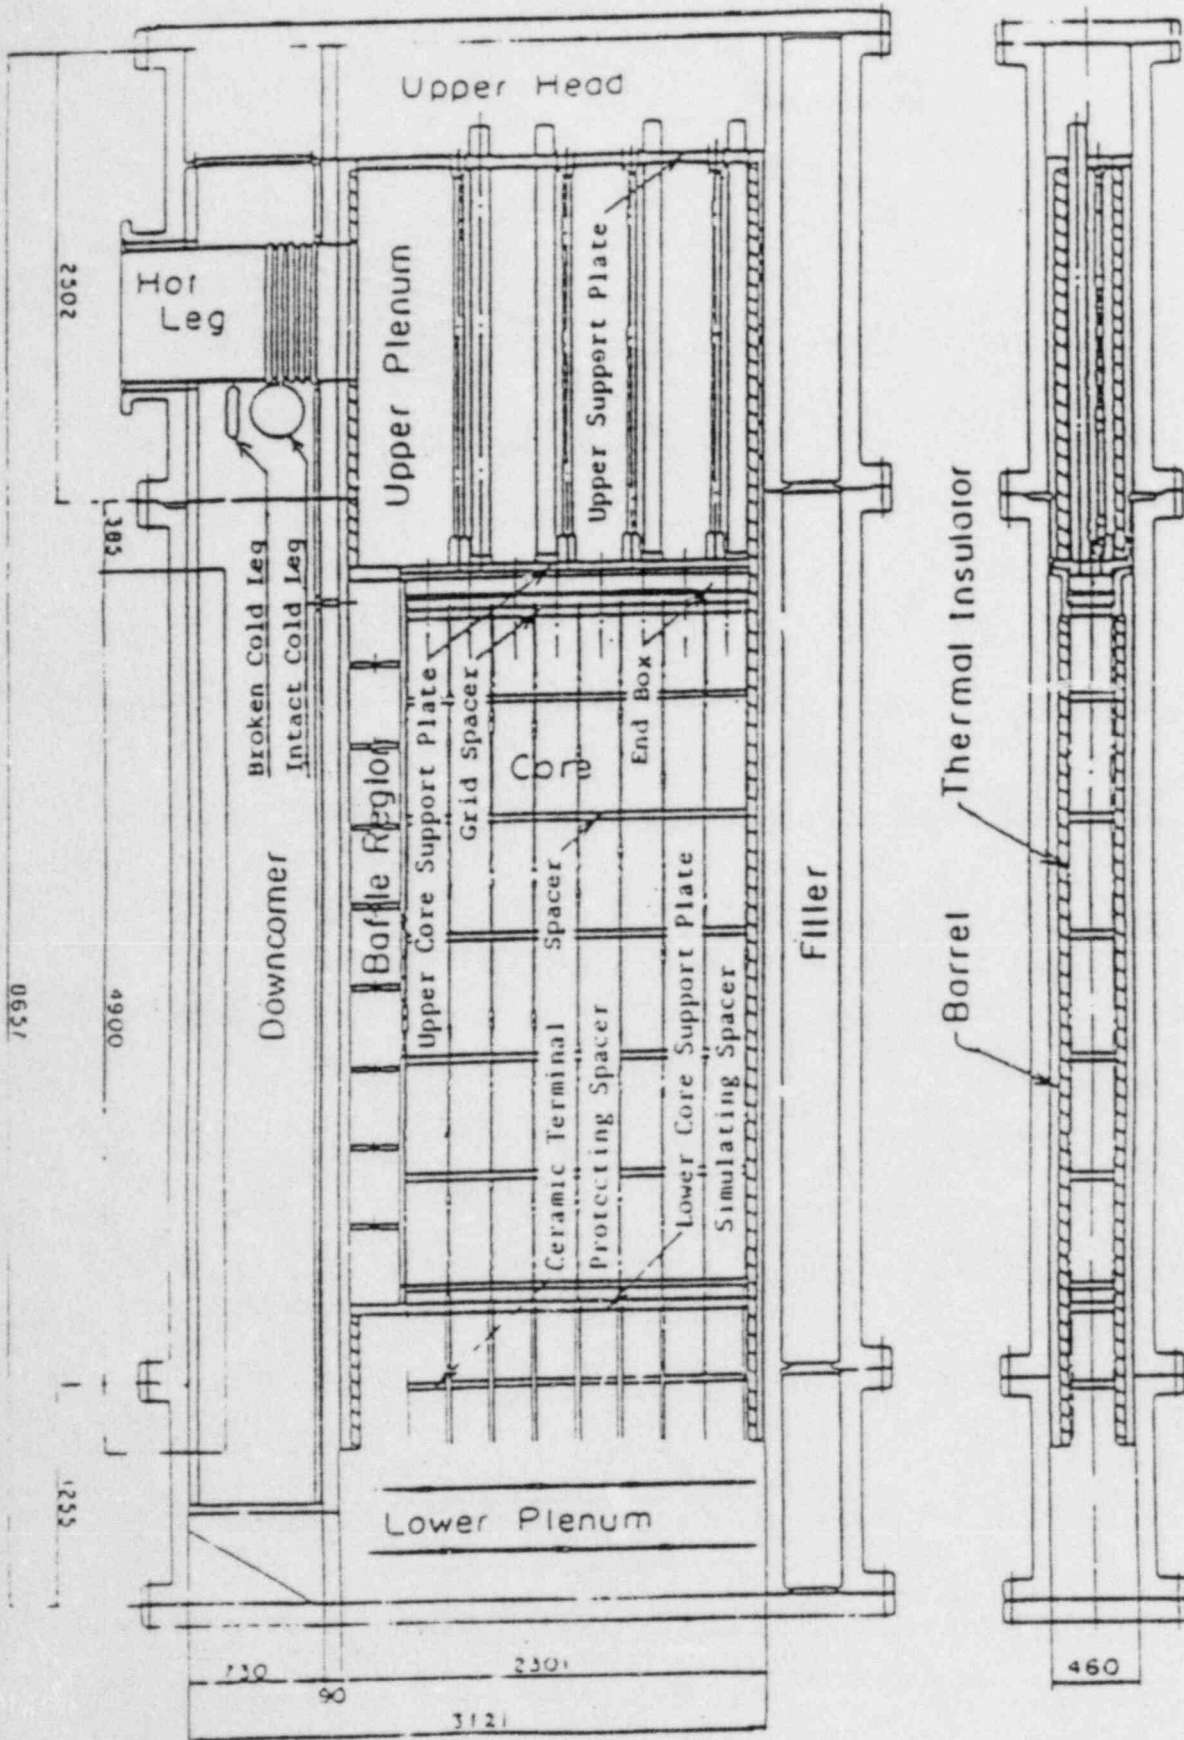 Upper Head
Hot
Leg
Upper Plenum
Upper Support Plate
2502
385
Broken Cold Leg
Intact Cold Leg
Downcomer
Baffle Region
Upper Core Support Plate
Grid Spacer
Core
End Box
Spacer
Ceramic Terminal
Protecting Spacer
Lower Core Support Plate
Simulating Spacer
Filler
Thermal Insulator
Barrel
4900
1255
Lower Plenum
730
90
2301
3121
460